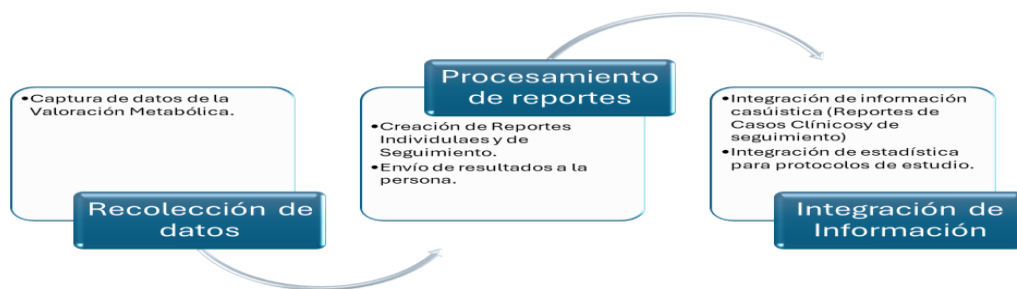 •Captura de datos de la
Valoración Metabólica.
Recolección de
datos
Procesamiento
de reportes
•Creación de Reportes
Individulaes y de
Seguimiento.
•Envío de resultados a la
persona.
•Integración de información
casúistica (Reportes de
Casos Clínicosy de
seguimiento)
•Integración de estadística
para protocolos de estudio.
Integración de
Información